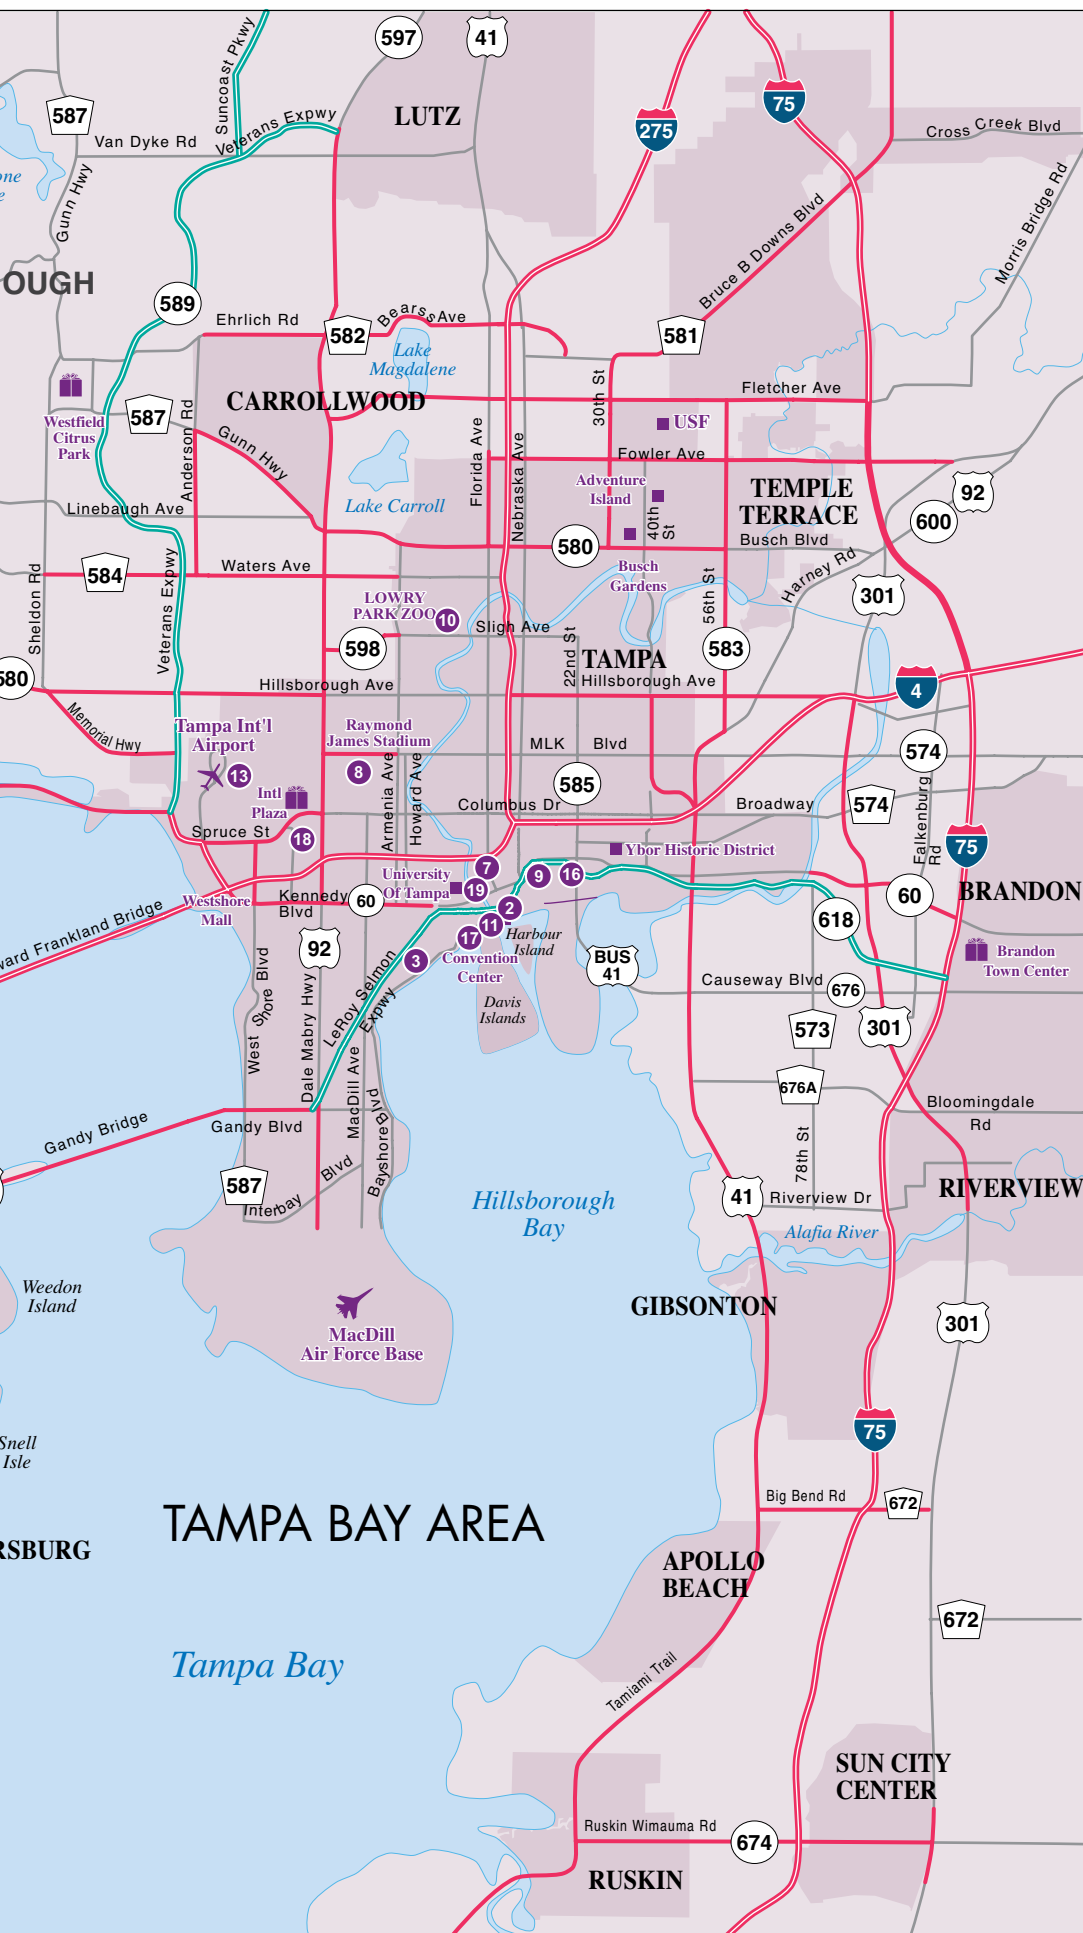 597
41
Suncoast Pkwy
587
LUTZ
275
75
Van Dyke Rd
Veterans Expwy
Cross Creek Blvd
Gunn Hwy
Morris Bridge Rd
OUGH
589
Bruce B Downs Blvd
Ehrlich Rd
582
Bearss Ave
581
Lake
Magdalene
Westfield
Citrus
Park
587
CARROLLWOOD
Anderson Rd
Gunn Hwy
30th St
Fletcher Ave
USF
Florida Ave
Nebraska Ave
Fowler Ave
Adventure
Island
40th
St
TEMPLE
TERRACE
92
600
Lake Carroll
Linebaugh Ave
580
Busch Blvd
Busch
Gardens
Harney Rd
584
Waters Ave
Sheldon Rd
Veterans Expwy
LOWRY
PARK ZOO
10
Sligh Ave
22nd St
56th St
301
598
TAMPA
583
580
Hillsborough Ave
Hillsborough Ave
4
Memorial Hwy
Tampa Int'l
Airport
13
Raymond
James Stadium
8
MLK Blvd
574
585
Intl
Plaza
Armenia Ave
Howard Ave
Columbus Dr
Broadway
574
Falkenburg
Rd
75
Spruce St
18
Ybor Historic District
7
9
16
University
Of Tampa
19
Westshore
Mall
Kennedy
Blvd
60
2
60
BRANDON
618
ward Frankland Bridge
92
11
17
Harbour
Island
Convention
Center
3
BUS
41
Brandon
Town Center
West Shore Blvd
Dale Mabry Hwy
LeRoy Selmon
Expwy
Davis
Islands
Causeway Blvd
676
573
301
MacDill Ave
Bayshore Blvd
676A
Bloomingdale
Rd
Gandy Bridge
Gandy Blvd
78th St
587
Interbay Blvd
41
Riverview Dr
RIVERVIEW
Hillsborough
Bay
Alafia River
Weedon
Island
GIBSONTON
301
MacDill
Air Force Base
75
Snell
Isle
Big Bend Rd
672
TAMPA BAY AREA
RSBURG
APOLLO
BEACH
672
Tampa Bay
Tamiami Trail
SUN CITY
CENTER
Ruskin Wimauma Rd
674
RUSKIN